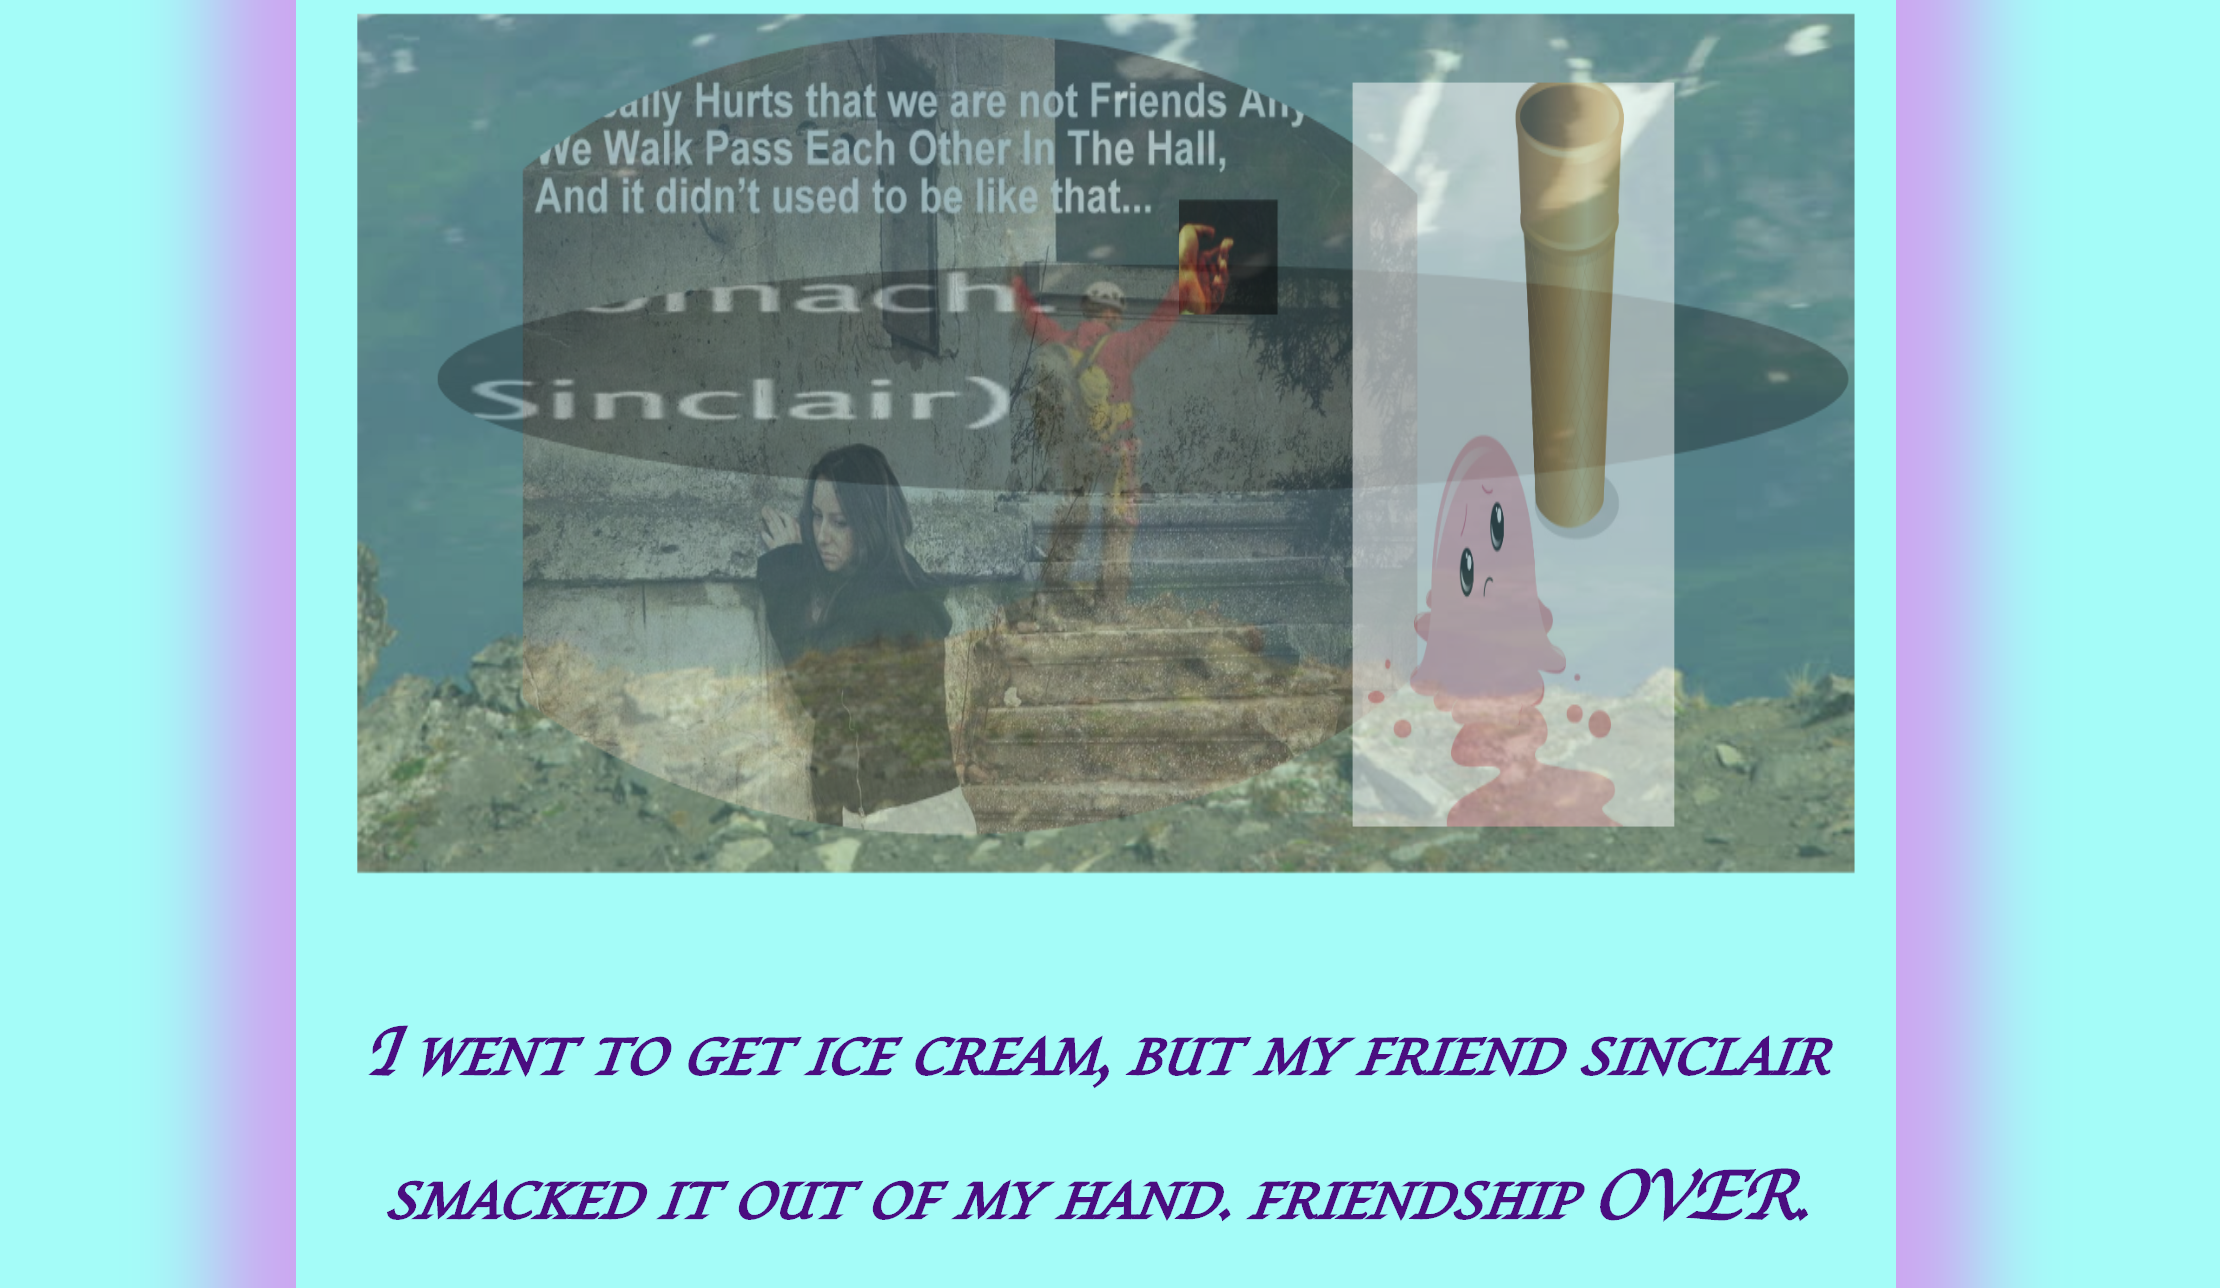 Hurts that we are not Friends
We Walk Pass Each Other In The Hall,
And it didn’t used to be like that...
Sinclair)
I WENT TO GET ICE CREAM, BUT MY FRIEND SINCLAIR
SMACKED IT OUT OF MY HAND. FRIENDSHIP OVER.